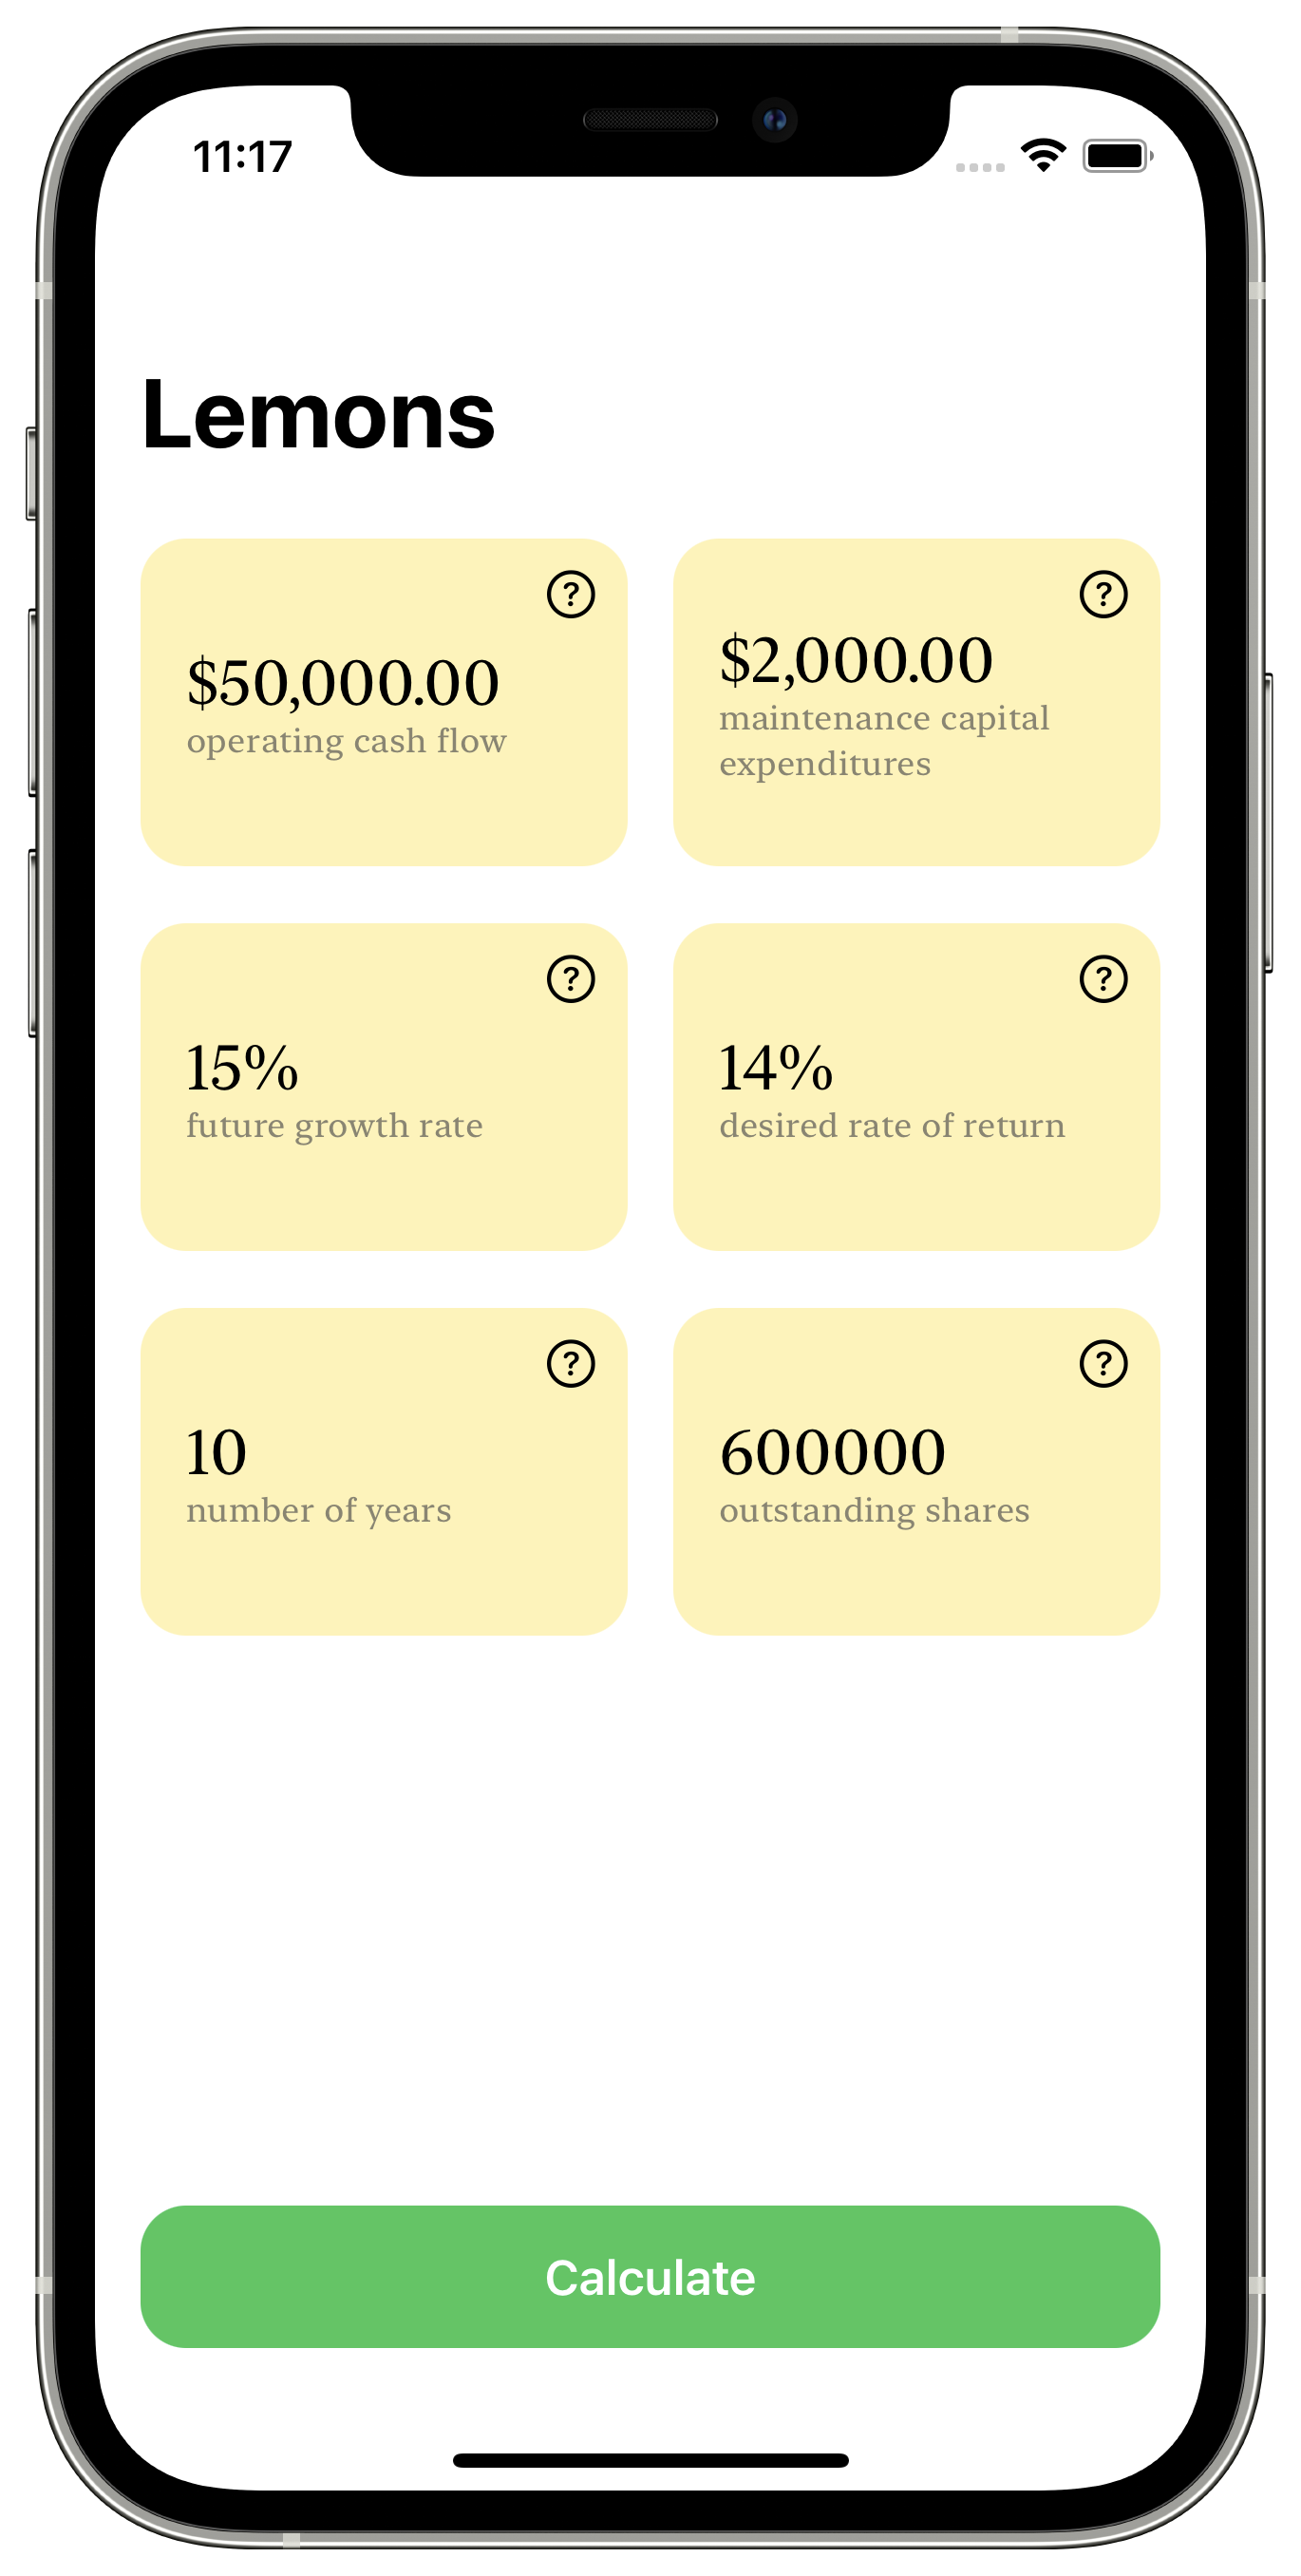 11:17
Lemons
?
$50,000.00
operating cash flow
?
$2,000.00
maintenance capital
expenditures
?
15%
future growth rate
?
14%
desired rate of return
?
10
number of years
?
600000
outstanding shares
Calculate